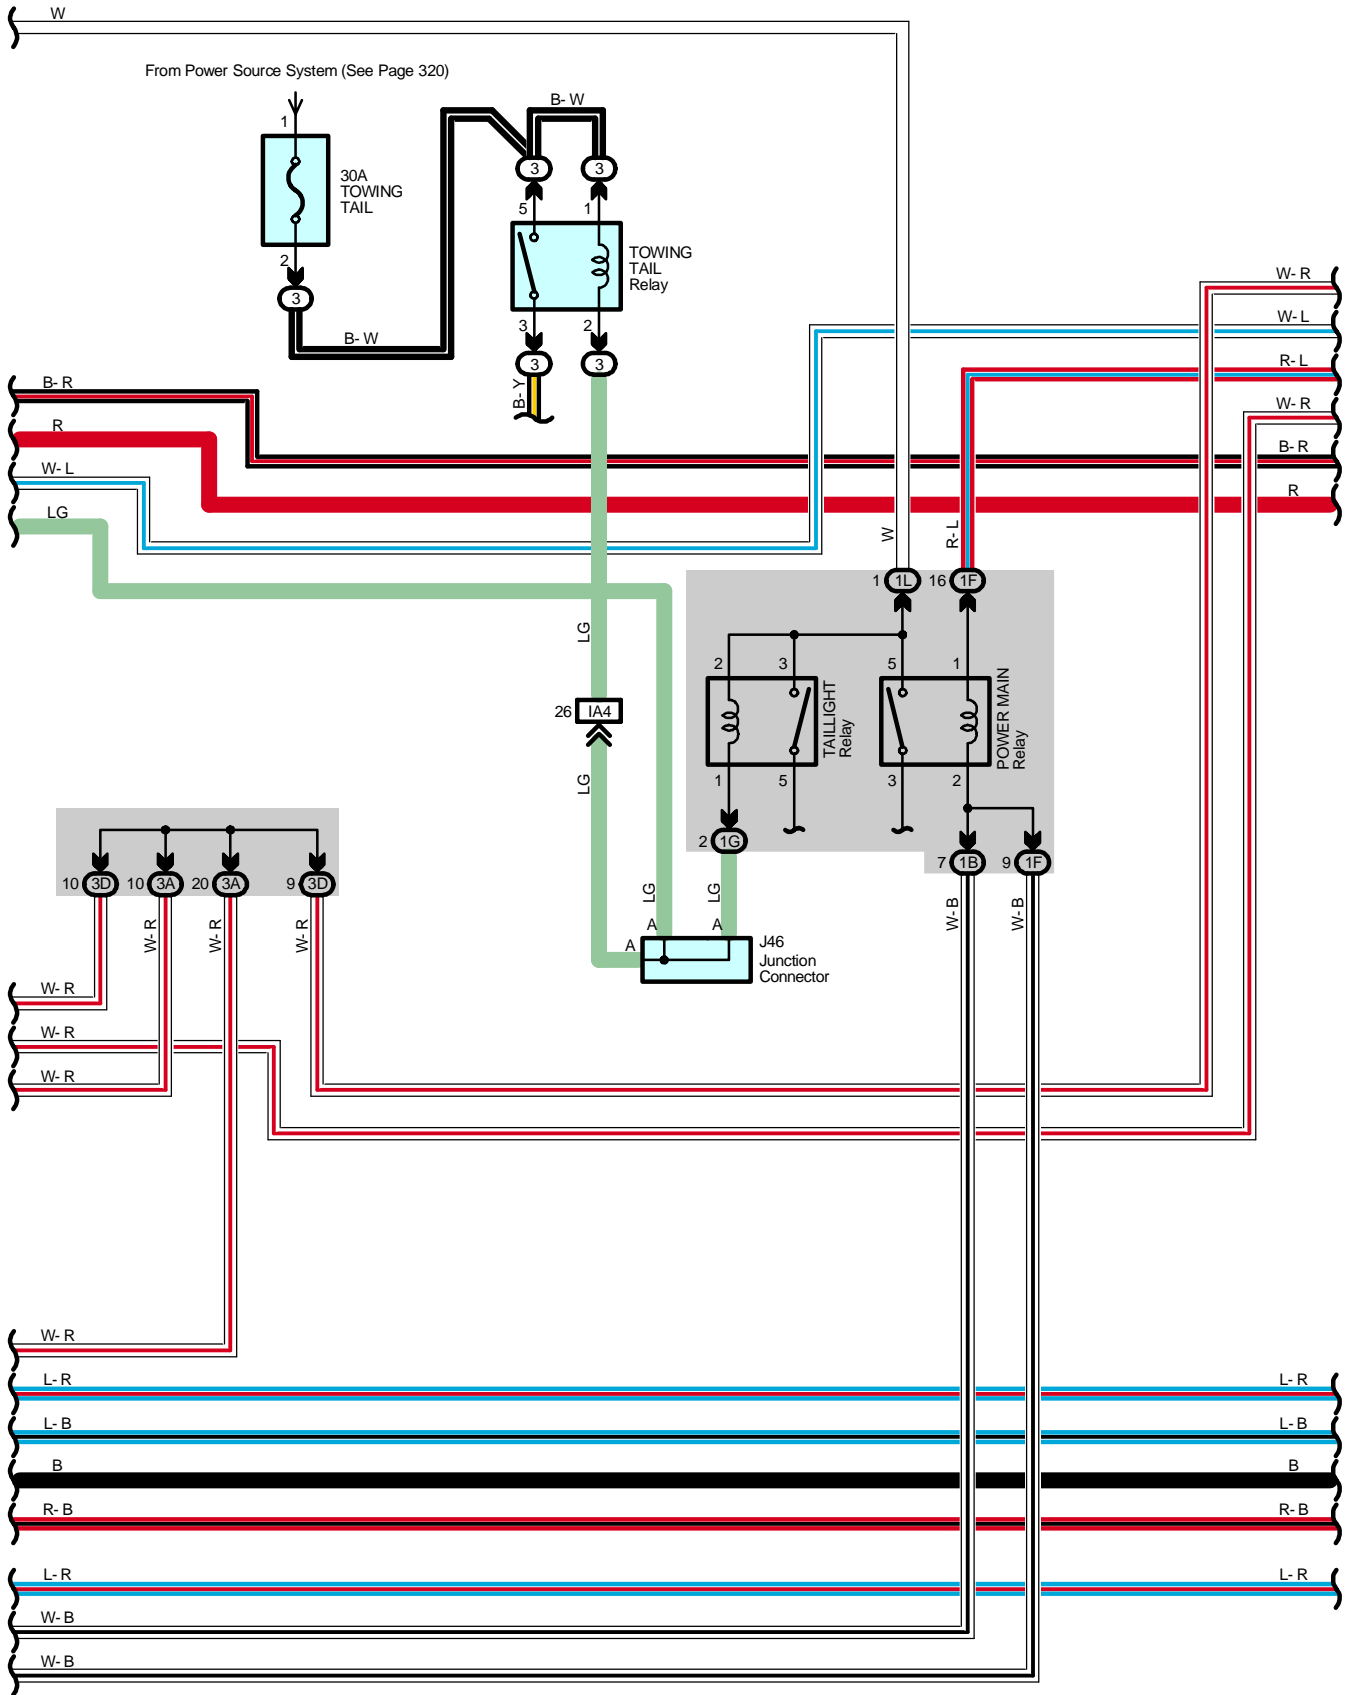 W
From Power Source System (See Page 320)
B- W
1
3
3
30A
TOWING
TAIL
5
1
TOWING
TAIL
Relay
2
3
W- R
W- L
3
2
B- W
3
3
R- L
B- R
B- Y
W- R
R
B- R
W- L
R
LG
W
R- L
1
1L
16
1F
LG
2
3
5
1
26
IA4
TAILLIGHT
Relay
POWER MAIN
Relay
LG
1
5
3
2
2
1G
7
1B
9
1F
10
3D
10
3A
20
3A
9
3D
LG
LG
W- R
W- R
W- R
W- B
W- B
A
A
A
J46
Junction
Connector
W- R
W- R
W- R
W- R
L- R
L- R
L- B
L- B
B
B
R- B
R- B
L- R
L- R
W- B
W- B